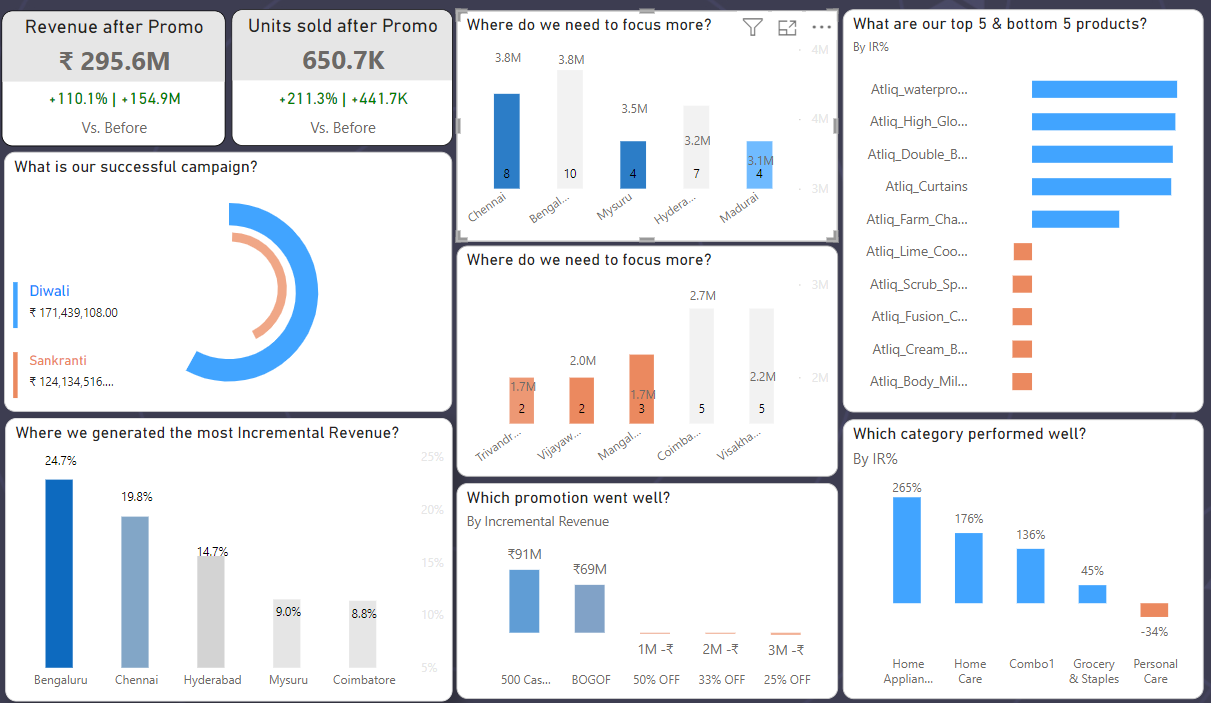 Revenue after Promo
₹ 295.6M
+110.1% | +154.9M
Vs. Before
Units sold after Promo
650.7K
+211.3% | +441.7K
Vs. Before
What is our successful campaign?
Diwali
₹ 171,439,108.00
Sankranti
₹ 124,134,516....
Where we generated the most Incremental Revenue?
25%
24.7%
19.8%
20%
14.7%
15%
9.0%
8.8%
10%
5%
Bengaluru
Chennai
Hyderabad
Mysuru
Coimbatore
Where do we need to focus more?
3.8M
3.8M
3.5M
3.2M
3.1M
4M
4M
3M
8
10
4
7
4
Chennai
Bengal...
Mysuru
Hydera...
Madurai
Where do we need to focus more?
1.7M
2.0M
1.7M
2.7M
2.2M
3M
2M
2
2
3
5
5
Trivandr...
Vijayaw...
Mangal...
Coimba...
Visakha...
Which promotion went well?
By Incremental Revenue
₹91M
₹69M
1M -₹
2M -₹
3M -₹
500 Cas...
BOGOF
50% OFF
33% OFF
25% OFF
What are our top 5 & bottom 5 products?
By IR%
Atliq_waterpro...
Atliq_High_Glo...
Atliq_Double_B...
Atliq_Curtains
Atliq_Farm_Cha...
Atliq_Lime_Coo...
Atliq_Scrub_Sp...
Atliq_Fusion_C...
Atliq_Cream_B...
Atliq_Body_Mil...
Which category performed well?
By IR%
265%
176%
136%
45%
-34%
Home
Applian...
Home
Care
Combo1
Grocery
& Staples
Personal
Care